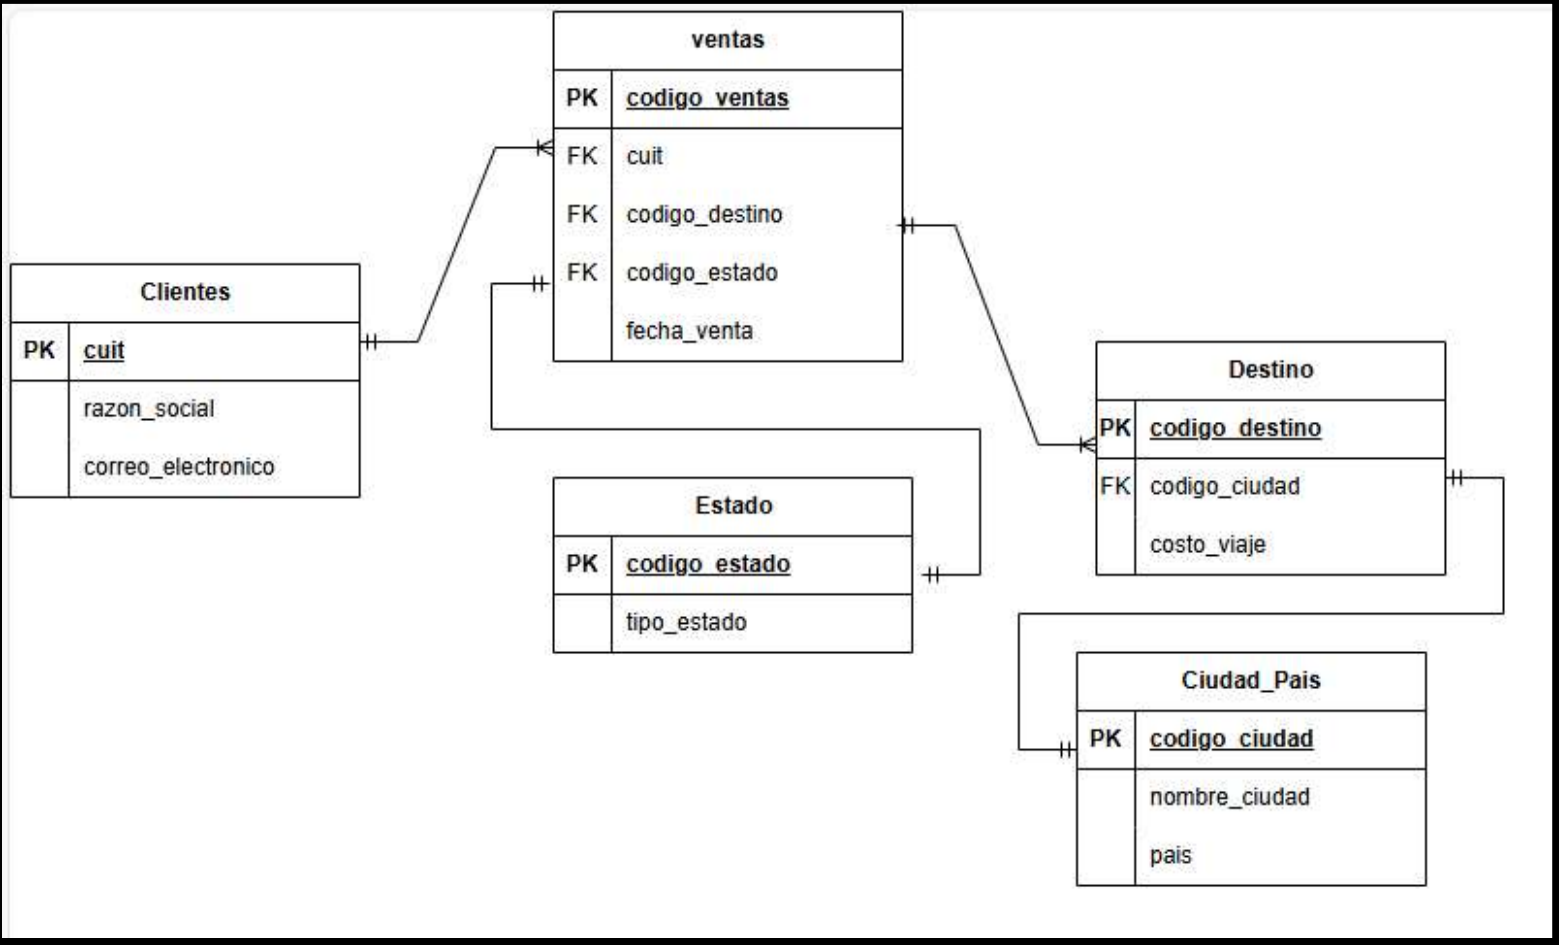 ventas
PK codigo_ventas
FK cuit
FK codigo_destino
FK codigo_estado
fecha_venta
Clientes
PK cuit
razon_social
correo_electronico
Estado
PK codigo_estado
tipo_estado
Destino
PK codigo_destino
FK codigo_ciudad
costo_viaje
Ciudad_Pais
PK codigo_ciudad
nombre_ciudad
pais